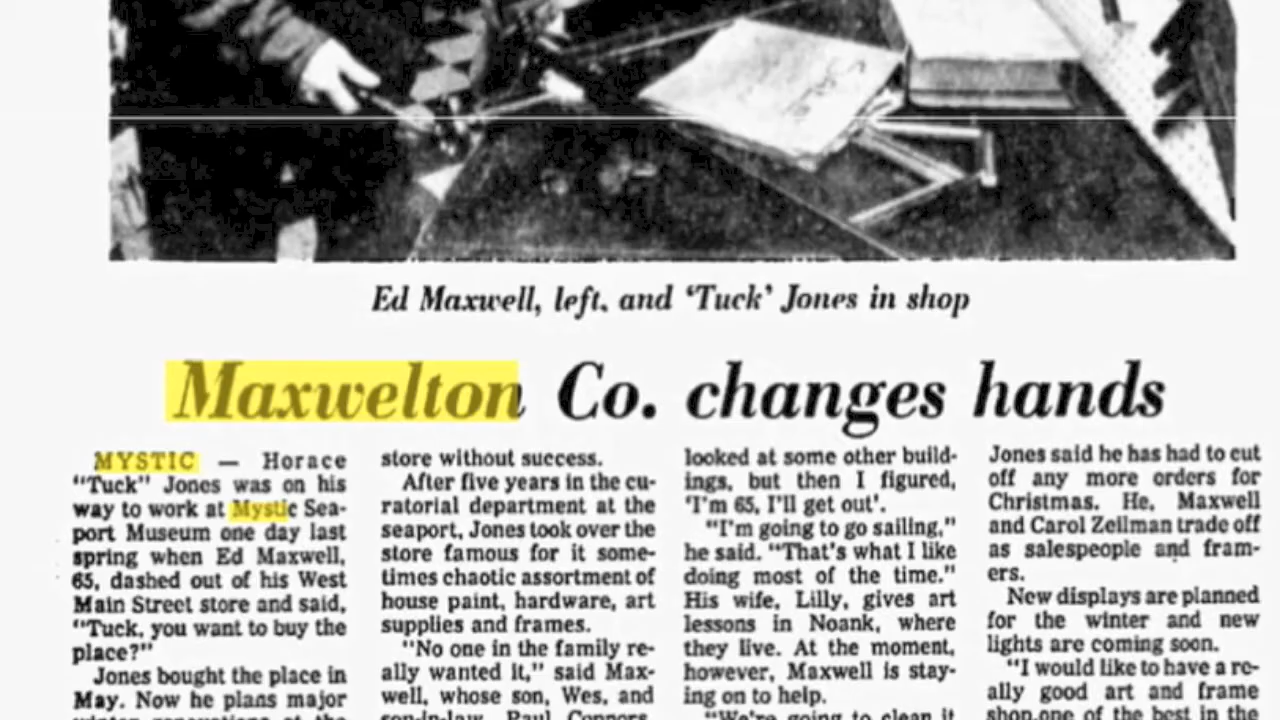 Ed Maxwell, left, and ‘Tuck’ Jones in shop
Maxwelton Co. changes hands
MYSTIC — Horace
“Tuck” Jones was on his
way to work at Mystic Sea-
port Museum one day last
spring when Ed Maxwell,
65, dashed out of his West
Main Street store and said,
“Tuck, you want to buy the
place?”
Jones bought the place in
May. Now he plans major
winter renovations at the
store without success.
After five years in the cu-
ratorial department at the
seaport, Jones took over the
store famous for it some-
times chaotic assortment of
house paint, hardware, art
supplies and frames.
“No one in the family re-
ally wanted it,” said Max-
well, whose son, Wes, and
son-in-law, Paul Connors,
looked at some other build-
ings, but then I figured,
‘I’m 65, I’ll get out’.
“I’m going to go sailing,”
he said. “That’s what I like
doing most of the time.”
His wife, Lilly, gives art
lessons in Noank, where
they live. At the moment,
however, Maxwell is stay-
ing on to help.
“We’re going to clean it
Jones said he has had to cut
off any more orders for
Christmas. He, Maxwell
and Carol Zellman trade off
as salespeople and fram-
ers.
New displays are planned
for the winter and new
lights are coming soon.
“I would like to have a re-
ally good art and frame
shop, one of the best in the